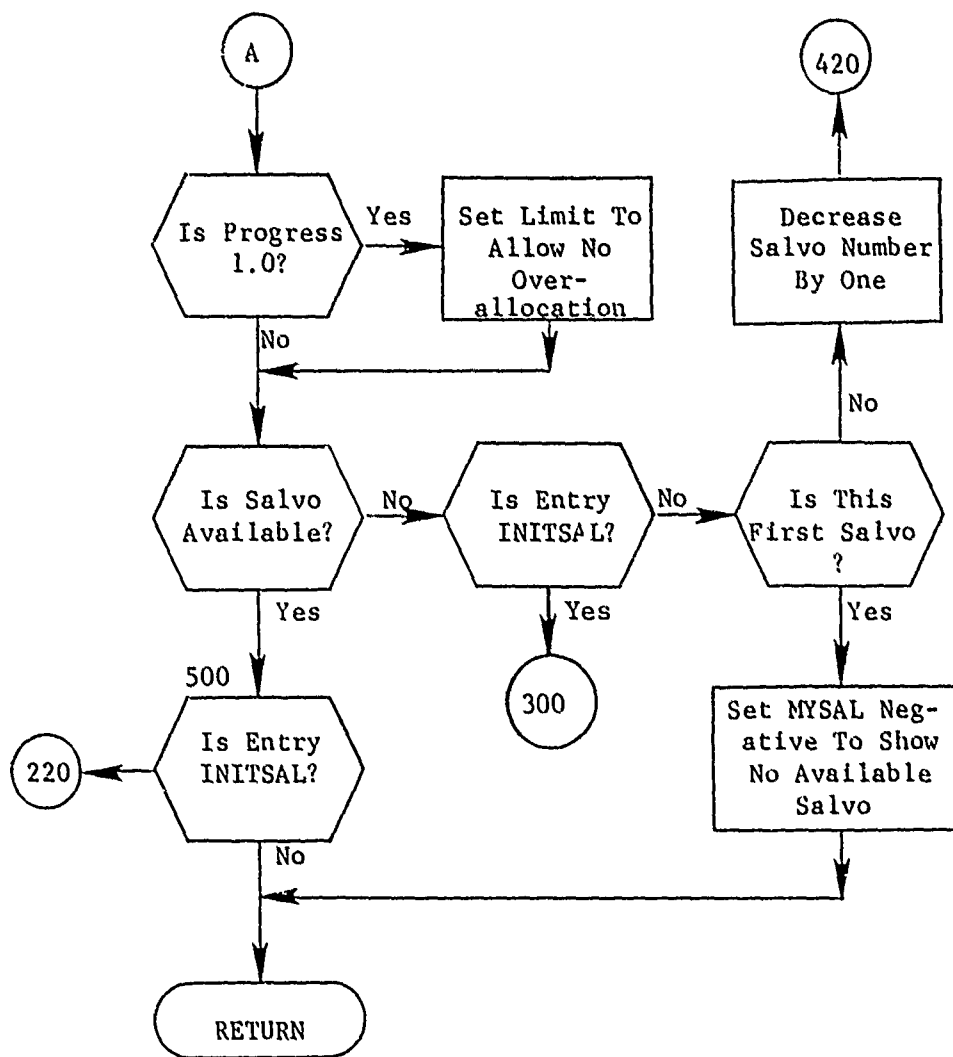 A
420
Is Progress
1.0?
Yes
Set Limit To
Allow No
Over-
allocation
Decrease
Salvo Number
By One
No
No
Is Salvo
Available?
No
Is Entry
INITSAL?
No
Is This
First Salvo
?
Yes
Yes
Yes
500
300
Set MYSAL Neg-
ative To Show
No Available
Salvo
Is Entry
INITSAL?
220
No
RETURN